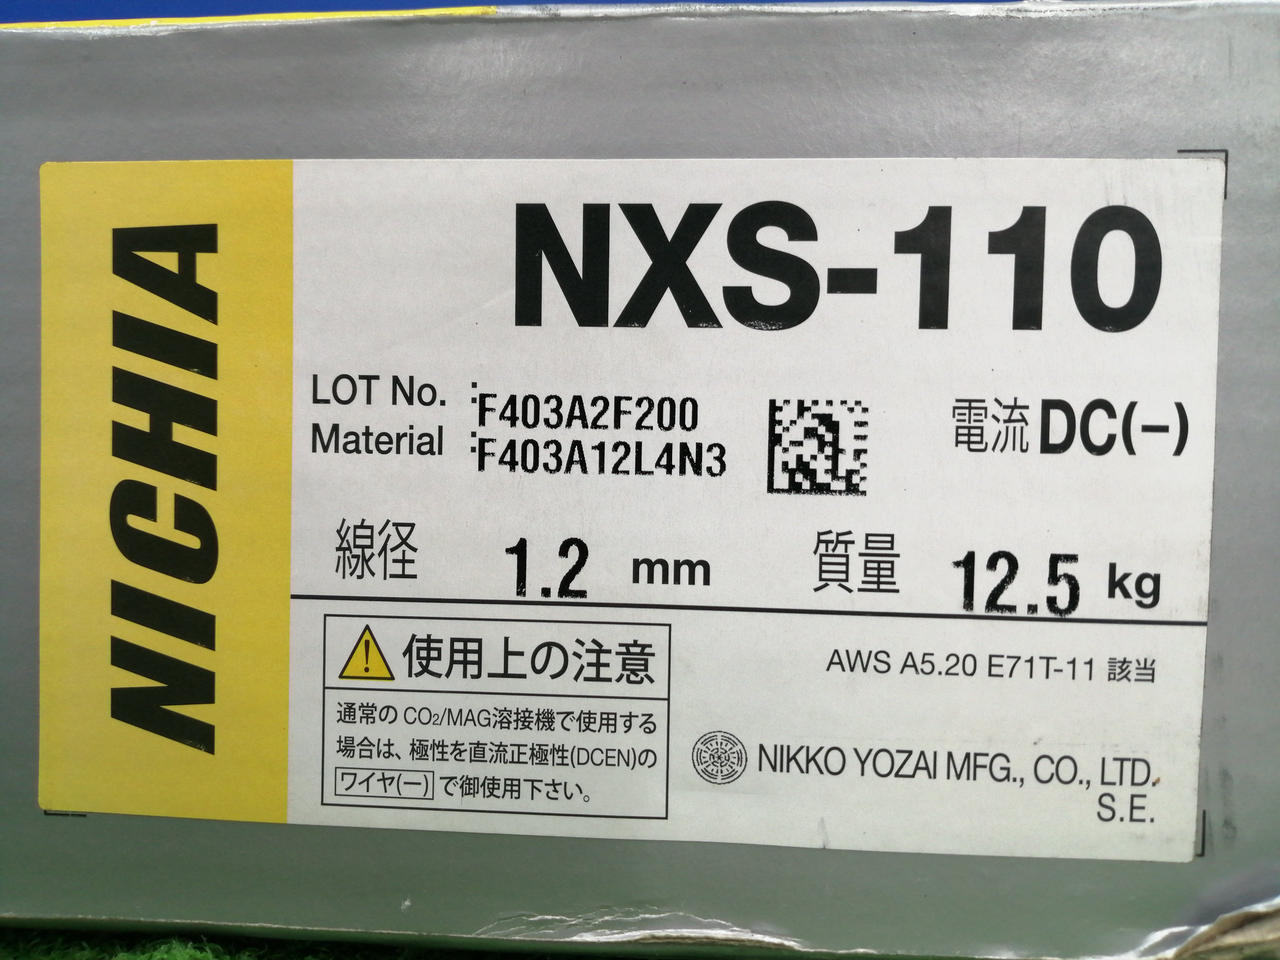 NICHIA
NXS-110
LOT No. :F403A2F200
Material :F403A12L4N3
電流 DC(-)
線径 1.2 mm
質量 12.5 kg
使用上の注意
通常の CO₂/MAG溶接機で使用する
場合は、極性を直流正極性(DCEN)の
ワイヤ(一) で御使用下さい。
AWS A5.20 E71T-11 該当
NIKKO YOZAI MFG., CO., LTD.
S.E.